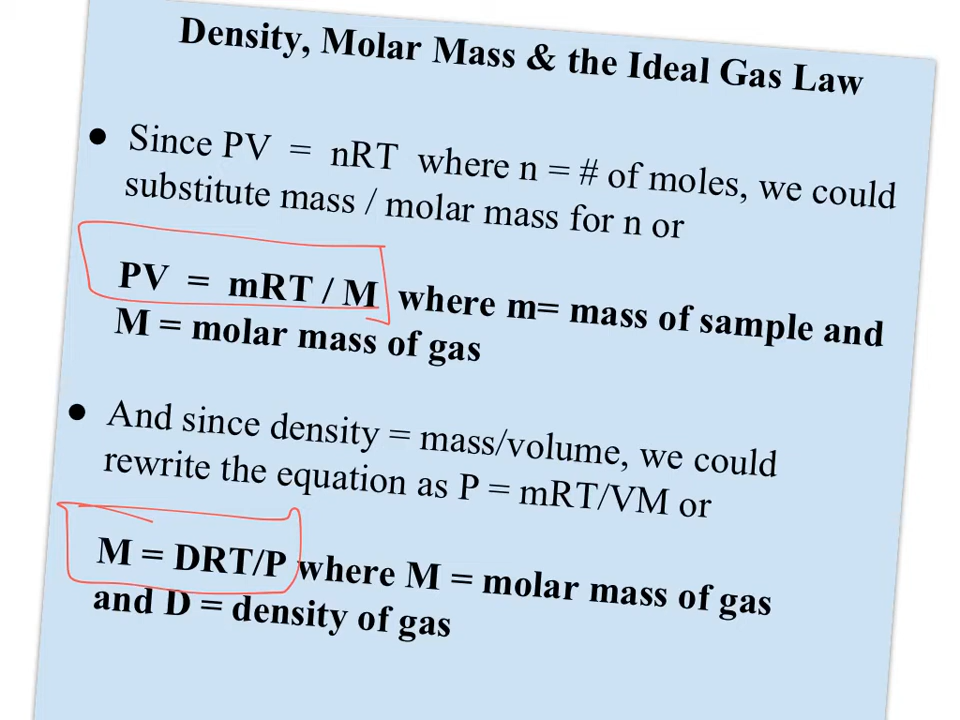 Density, Molar Mass & the Ideal Gas Law
● Since PV = nRT where n = # of moles, we could
substitute mass / molar mass for n or
PV = mRT / M where m= mass of sample and
M = molar mass of gas
● And since density = mass/volume, we could
rewrite the equation as P = mRT/VM or
M = DRT/P where M = molar mass of gas
and D = density of gas